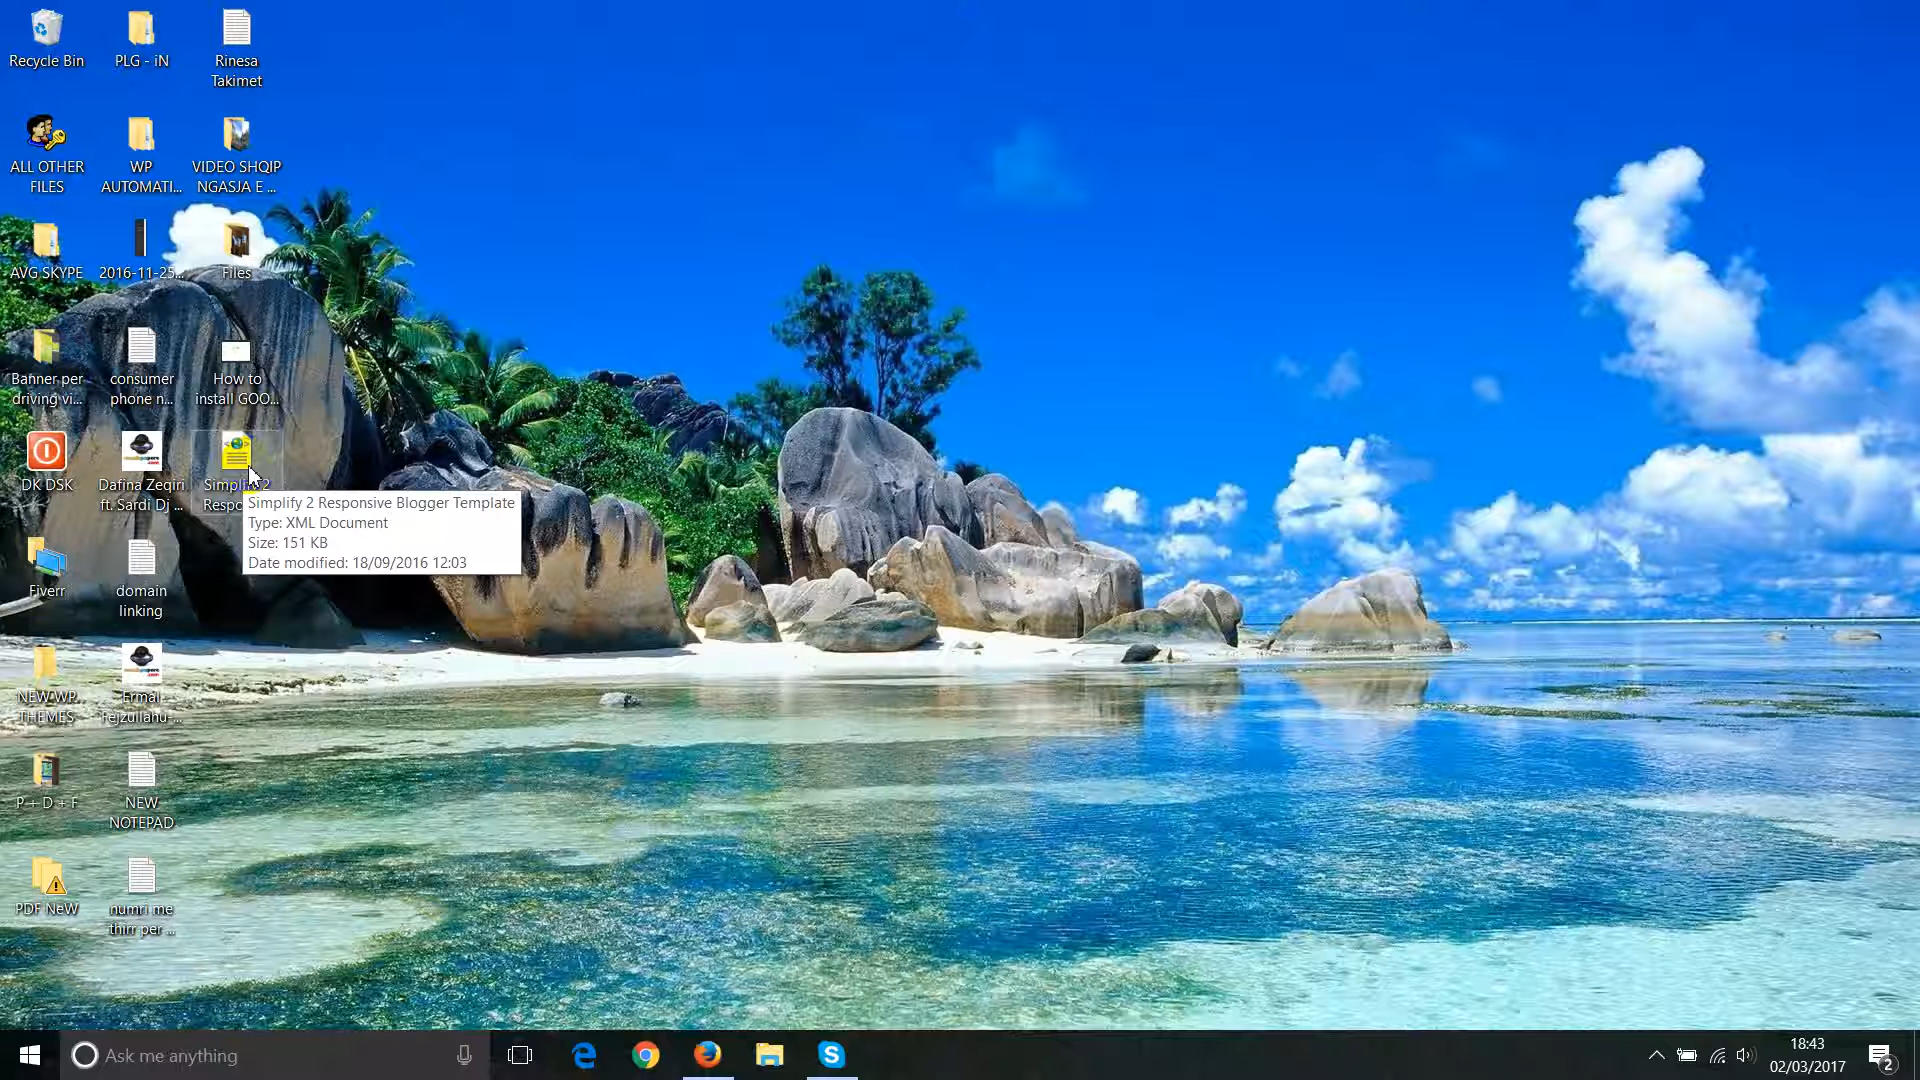 Recycle Bin
PLG - iN
Rinesa
Takimet
ALL OTHER
FILES
WP
AUTOMATI...
VIDEO SHQIP
NGASJA E ...
AVG SKYPE
2016-11-25...
Files
Banner per
driving vi...
consumer
phone n...
How to
install GOO...
DK DSK
Dafina Zeqiri
ft. Sardi Dj ...
Simplify 2
Respo
Simplify 2 Responsive Blogger Template
Type: XML Document
Size: 151 KB
Date modified: 18/09/2016 12:03
Fiverr
domain
linking
NEW WP
THEMES
Ermal
Fejzullahu-...
P + D + F
NEW
NOTEPAD
PDF NeW
numri me
thirr per ...
Ask me anything
18:43
02/03/2017
2